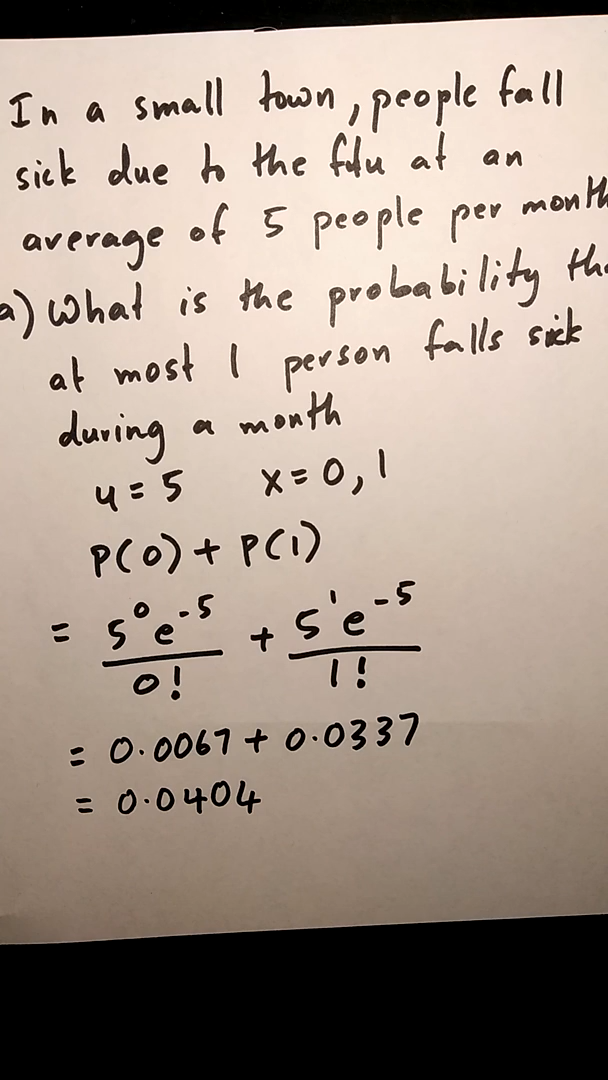 In a small town, people fall
sick due to the fdu at an
average of 5 people per month
a) What is the probability tha
at most 1 person falls sick
during a month
u = 5 x = 0, 1
P(0) + P(1)
= 5⁰e⁻⁵/0! + 5¹e⁻⁵/1!
= 0.0067 + 0.0337
= 0.0404